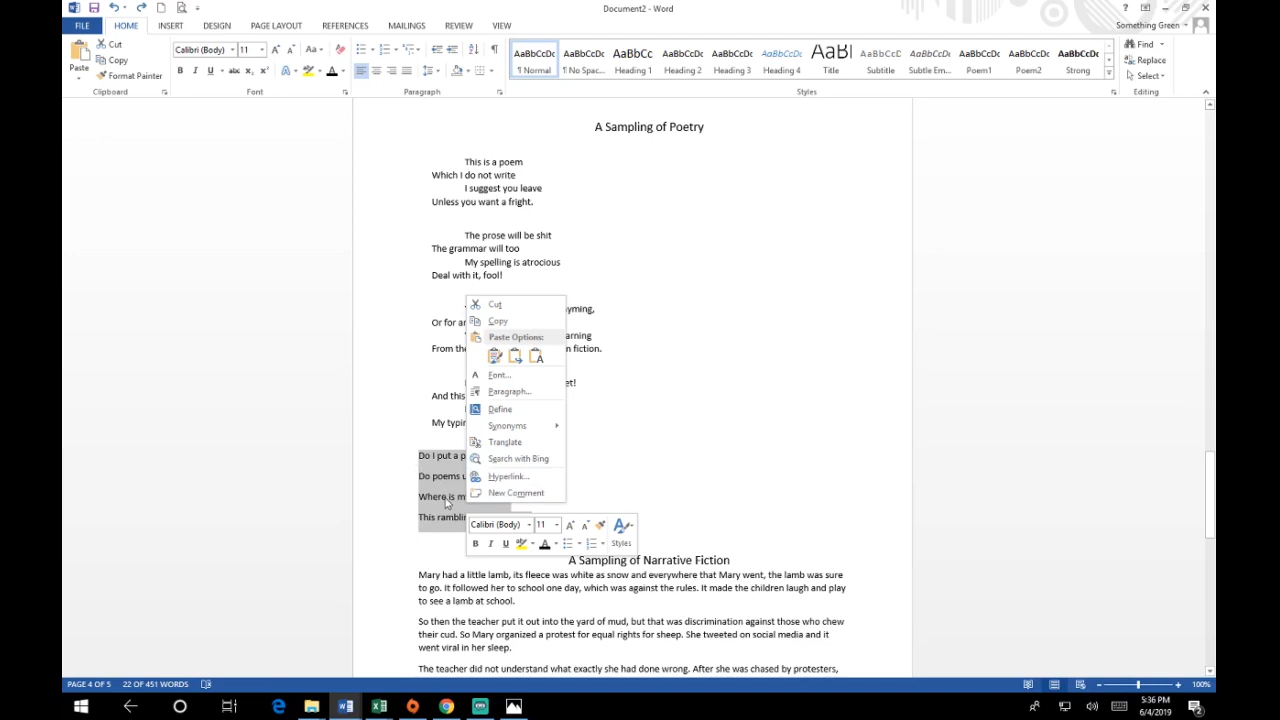 Document2 - Word
FILE HOME INSERT DESIGN PAGE LAYOUT REFERENCES MAILINGS REVIEW VIEW
Something Green
Paste
Cut
Copy
Format Painter
Calibri (Body) 11
AaBbCcDc AaBbCcDc AaBbCc AaBbCcDc AaBbCcDc AaBbCcDc AaBl AaBbCcDc AaBbCcDc AaBbCcDc AaBbCcDc AaBbCcDc
¶ Normal ¶ No Spac... Heading 1 Heading 2 Heading 3 Heading 4 Title Subtitle Subtle Em... Poem1 Poem2 Strong
Find
Replace
Select
Clipboard Font Paragraph Styles Editing
A Sampling of Poetry
This is a poem
Which I do not write
I suggest you leave
Unless you want a fright.
The prose will be shit
The grammar will too
My spelling is atrocious
Deal with it, fool!
Or for
From the fiction.
And this
My
Do I put a
Do poems
Where is
This
Cut
Copy
Paste Options:
Font...
Paragraph...
Define
Synonyms
Translate
Search with Bing
Hyperlink...
New Comment
Calibri (Body) 11
B I U Styles
A Sampling of Narrative Fiction
Mary had a little lamb, its fleece was white as snow and everywhere that Mary went, the lamb was sure
to go. It followed her to school one day, which was against the rules. It made the children laugh and play
to see a lamb at school.
So then the teacher put it out into the yard of mud, but that was discrimination against those who chew
their cud. So Mary organized a protest for equal rights for sheep. She tweeted on social media and it
went viral in her sleep.
The teacher did not understand what exactly she had done wrong. After she was chased by protesters,
PAGE 4 OF 5 22 OF 451 WORDS 100%
5:36 PM
6/4/2019